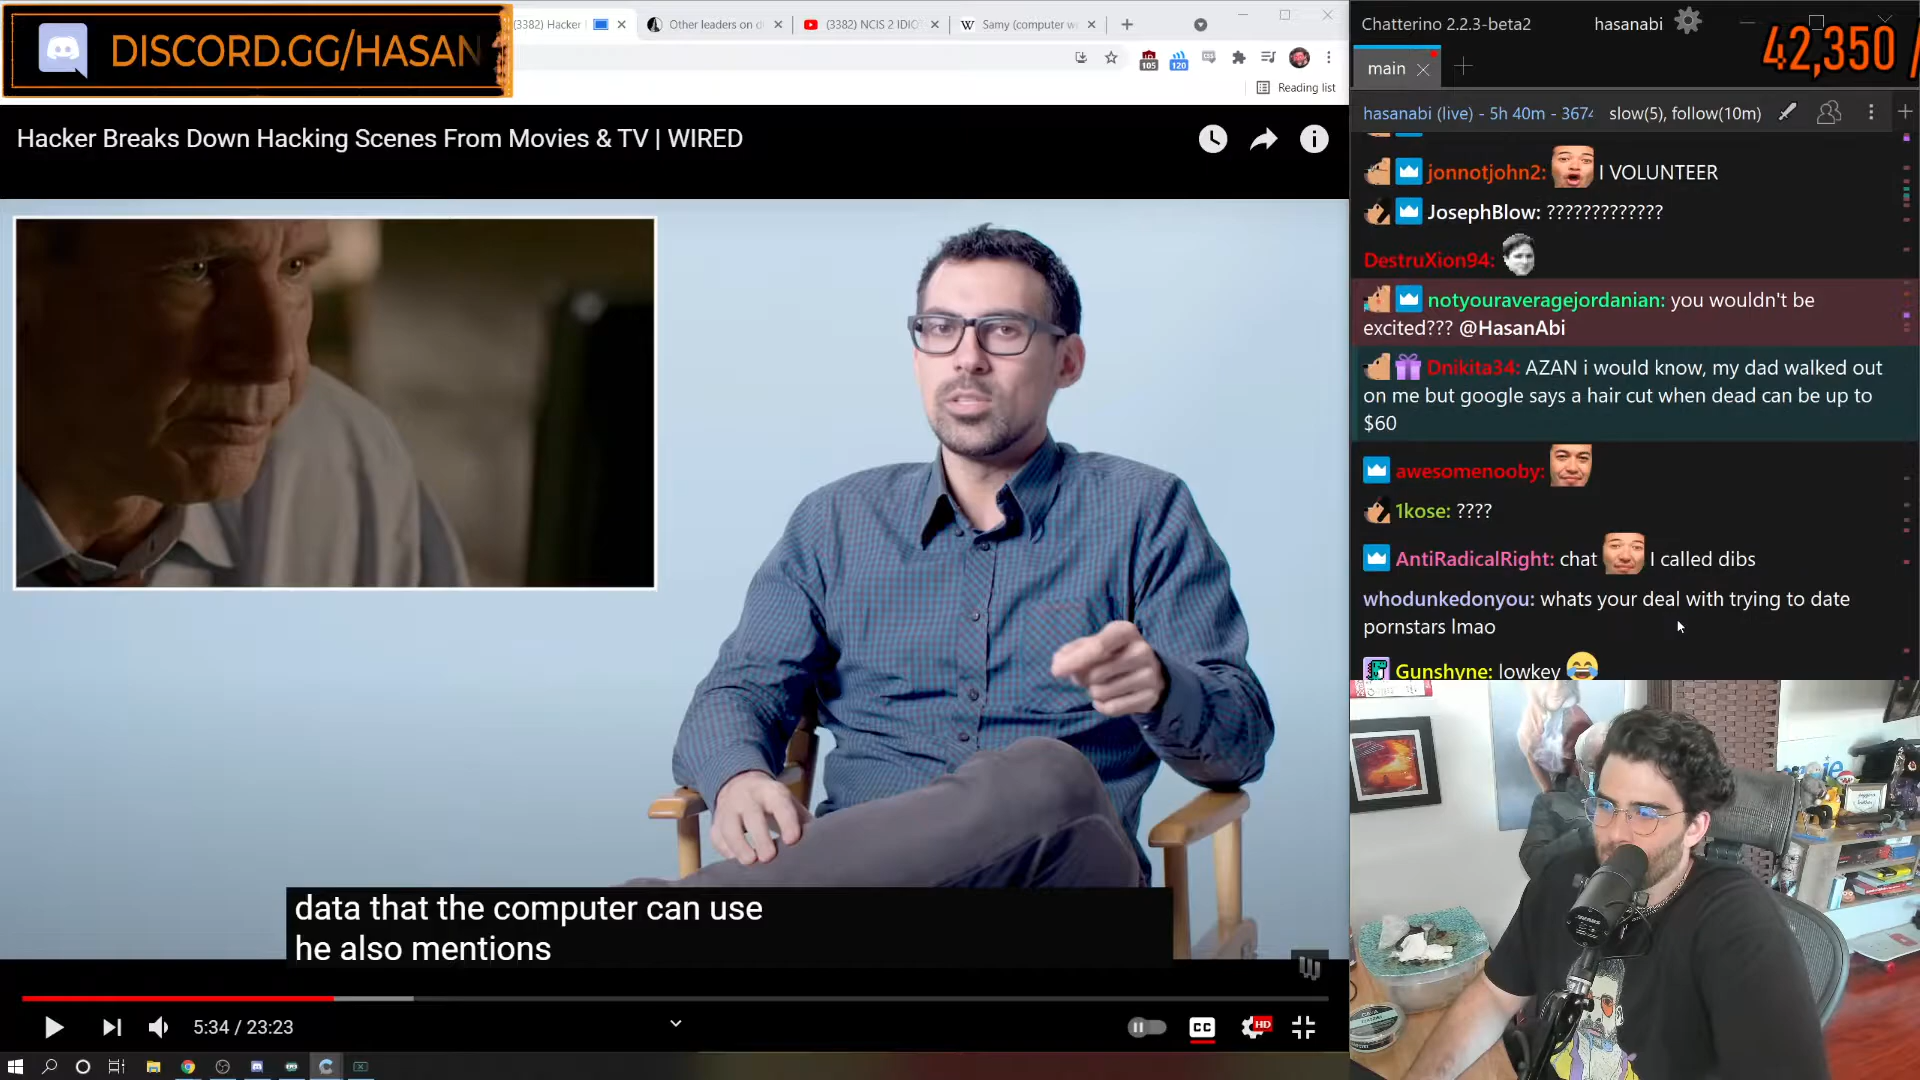 DISCORD.GG/HASAN
(3382) Hacker
Other leaders on d
(3382) NCIS 2 IDIO
Samy (computer w
105
120
Reading list
Hacker Breaks Down Hacking Scenes From Movies & TV | WIRED
data that the computer can use
he also mentions
5:34 / 23:23
CC
HD
Chatterino 2.2.3-beta2
hasanabi
42,350 /
main
hasanabi (live) - 5h 40m - 3674
slow(5), follow(10m)
jonnotjohn2: I VOLUNTEER
JosephBlow: ?????????????
DestruXion94:
notyouraveragejordanian: you wouldn't be
excited??? @HasanAbi
Dnikita34: AZAN i would know, my dad walked out
on me but google says a hair cut when dead can be up to
$60
awesomenooby:
1kose: ????
AntiRadicalRight: chat I called dibs
whodunkedonyou: whats your deal with trying to date
pornstars lmao
Gunshyne: lowkey